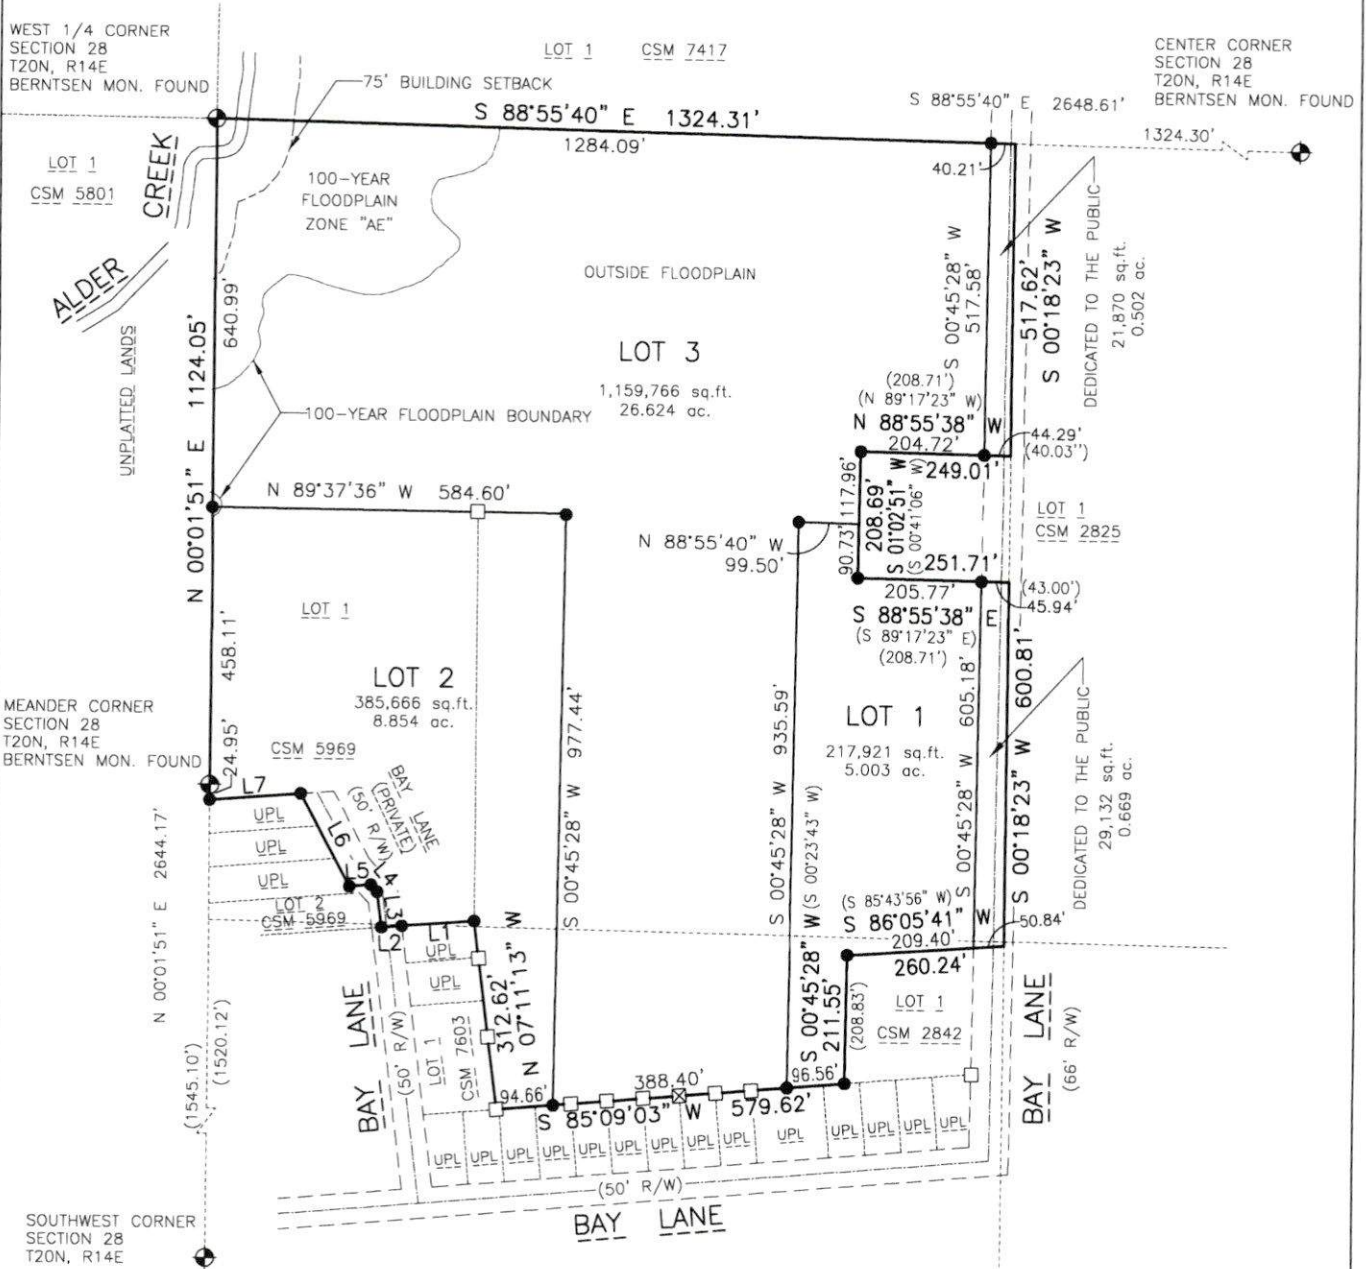 WEST 1/4 CORNER
SECTION 28
T20N, R14E
BERNTSEN MON. FOUND
LOT 1 CSM 7417
CENTER CORNER
SECTION 28
T20N, R14E
BERNTSEN MON. FOUND
75' BUILDING SETBACK
S 88°55'40" E 2648.61'
S 88°55'40" E 1324.31'
1284.09'
1324.30'
40.21'
LOT 1
CSM 5801
ALDER
CREEK
100-YEAR
FLOODPLAIN
ZONE "AE"
OUTSIDE FLOODPLAIN
UNPLATTED LANDS
N 00°01'51" E 1124.05'
640.99'
S 00°45'28" W
517.58'
517.62'
S 00°18'23" W
DEDICATED TO THE PUBLIC
21,870 sq.ft.
0.502 ac.
LOT 3
1,159,766 sq.ft.
26.624 ac.
100-YEAR FLOODPLAIN BOUNDARY
(208.71')
(N 89°17'23" W)
N 88°55'38" W
204.72'
249.01'
44.29'
(40.03")
117.96'
90.73'
208.69'
S 01°02'51" W
(S 00°41'06" W)
LOT 1
CSM 2825
N 89°37'36" W 584.60'
N 88°55'40" W
99.50'
251.71'
205.77'
S 88°55'38" E
(S 89°17'23" E)
(208.71')
(43.00')
45.94'
LOT 1
458.11'
LOT 2
385,666 sq.ft.
8.854 ac.
CSM 5969
S 00°45'28" W 977.44'
S 00°45'28" W 935.59'
(S 00°23'43" W)
LOT 1
217,921 sq.ft.
5.003 ac.
S 00°45'28" W 605.18'
S 00°18'23" W 600.81'
DEDICATED TO THE PUBLIC
29,132 sq.ft.
0.669 ac.
MEANDER CORNER
SECTION 28
T20N, R14E
BERNTSEN MON. FOUND
24.95'
L7
BAY LANE
(PRIVATE)
(50' R/W)
UPL
UPL
UPL
L6
L5
L4
L3
LOT 2
CSM 5969
L2
L1
N 00°01'51" E 2644.17'
(1520.12')
(1545.10')
(S 85°43'56" W)
S 86°05'41" W
209.40'
260.24'
50.84'
UPL
UPL
312.62'
N 07°11'13" W
BAY LANE
(50' R/W)
LOT 1
CSM 7603
S 00°45'28" W
211.55'
(208.83')
LOT 1
CSM 2842
BAY LANE
(66' R/W)
94.66'
388.40'
96.56'
S 85°09'03" W 579.62'
UPL
UPL
UPL
UPL
UPL
UPL
UPL
UPL
UPL
UPL
UPL
UPL
UPL
UPL
(50' R/W)
BAY LANE
SOUTHWEST CORNER
SECTION 28
T20N, R14E